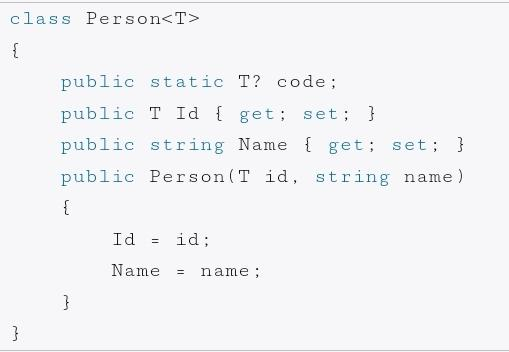 class Person<T>
{
    public static T? code;
    public T Id { get; set; }
    public string Name { get; set; }
    public Person(T id, string name)
    {
        Id = id;
        Name = name;
    }
}